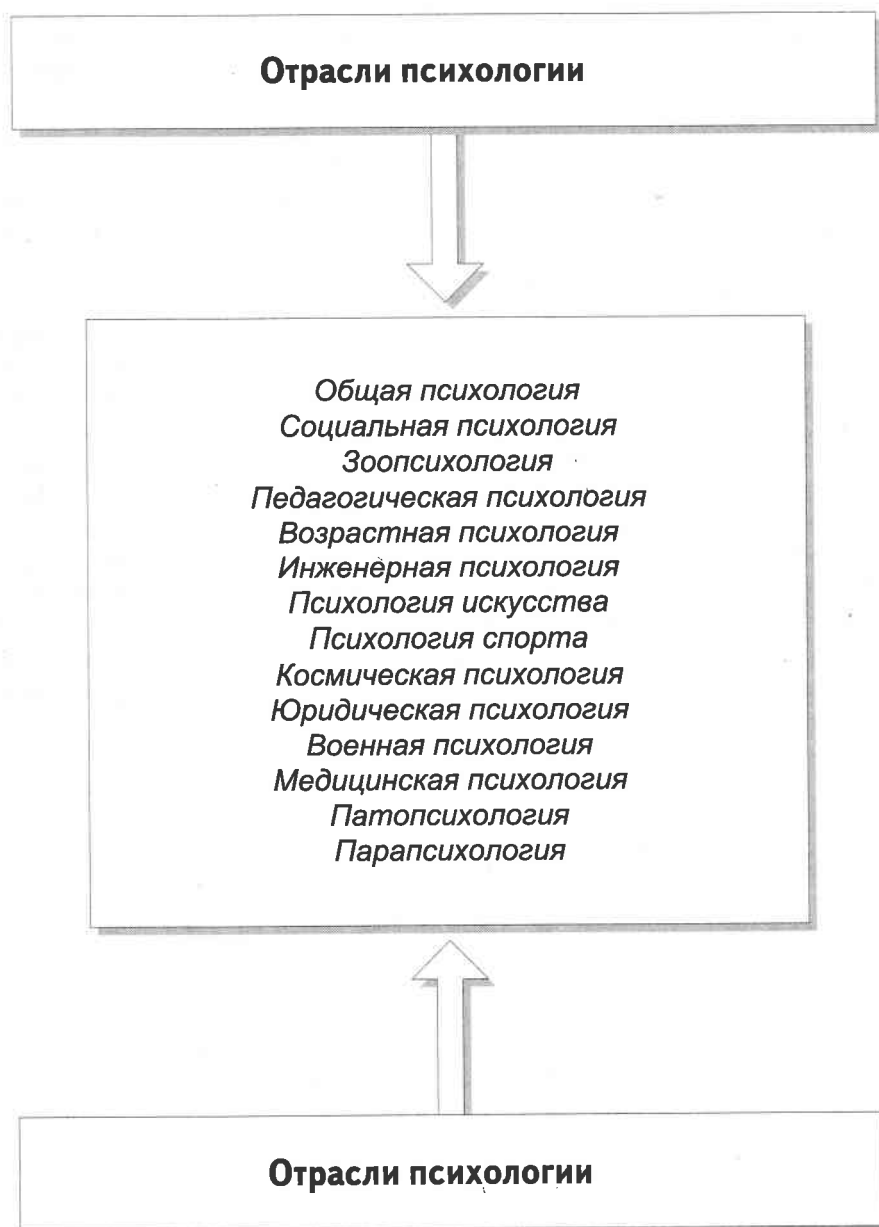 Отрасли психологии
Общая психология
Социальная психология
Зоопсихология
Педагогическая психология
Возрастная психология
Инженерная психология
Психология искусства
Психология спорта
Космическая психология
Юридическая психология
Военная психология
Медицинская психология
Патопсихология
Парапсихология
Отрасли психологии